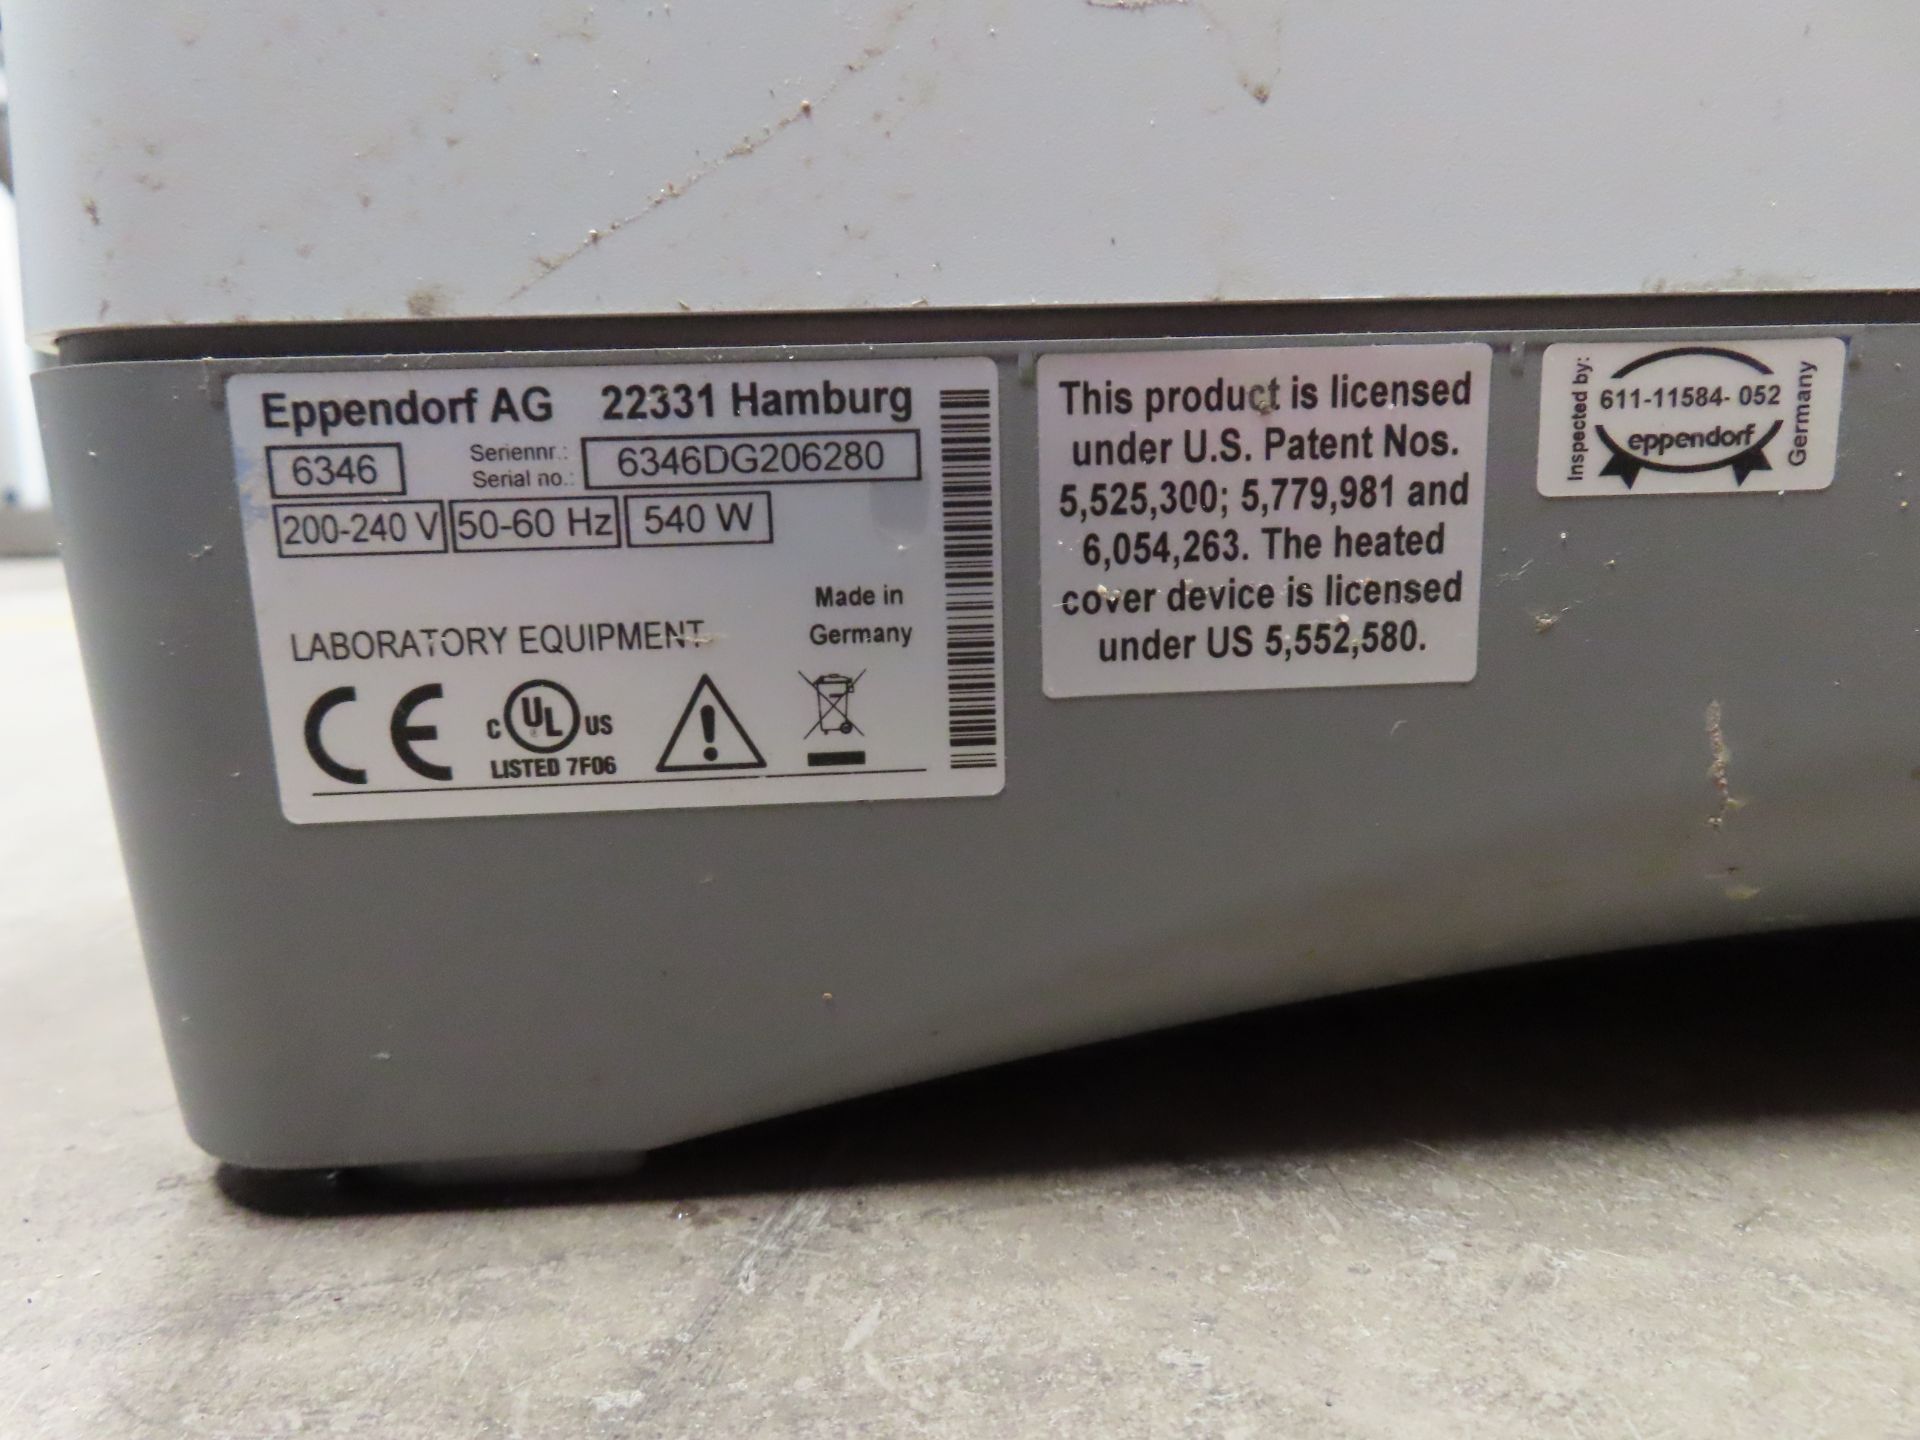 Eppendorf AG 22331 Hamburg
6346 Seriennr.: Serial no.: 6346DG206280
200-240 V 50-60 Hz 540 W
Made in
Germany
LABORATORY EQUIPMENT
CE c UL ® US
LISTED 7F06
This product is licensed
under U.S. Patent Nos.
5,525,300; 5,779,981 and
6,054,263. The heated
cover device is licensed
under US 5,552,580.
Inspected by:
611-11584- 052
eppendorf
Germany